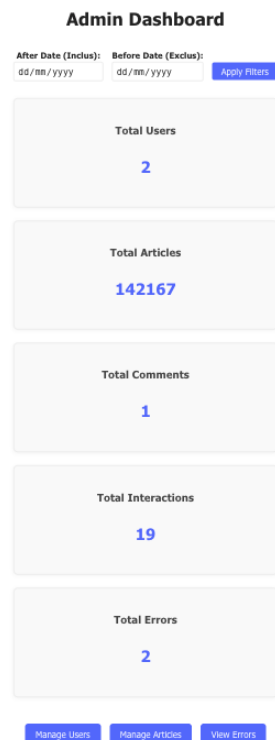 Admin Dashboard
After Date (Inclus): Before Date (Exclus):
dd/mm/yyyy dd/mm/yyyy Apply Filters
Total Users
2
Total Articles
142167
Total Comments
1
Total Interactions
19
Total Errors
2
Manage Users Manage Articles View Errors